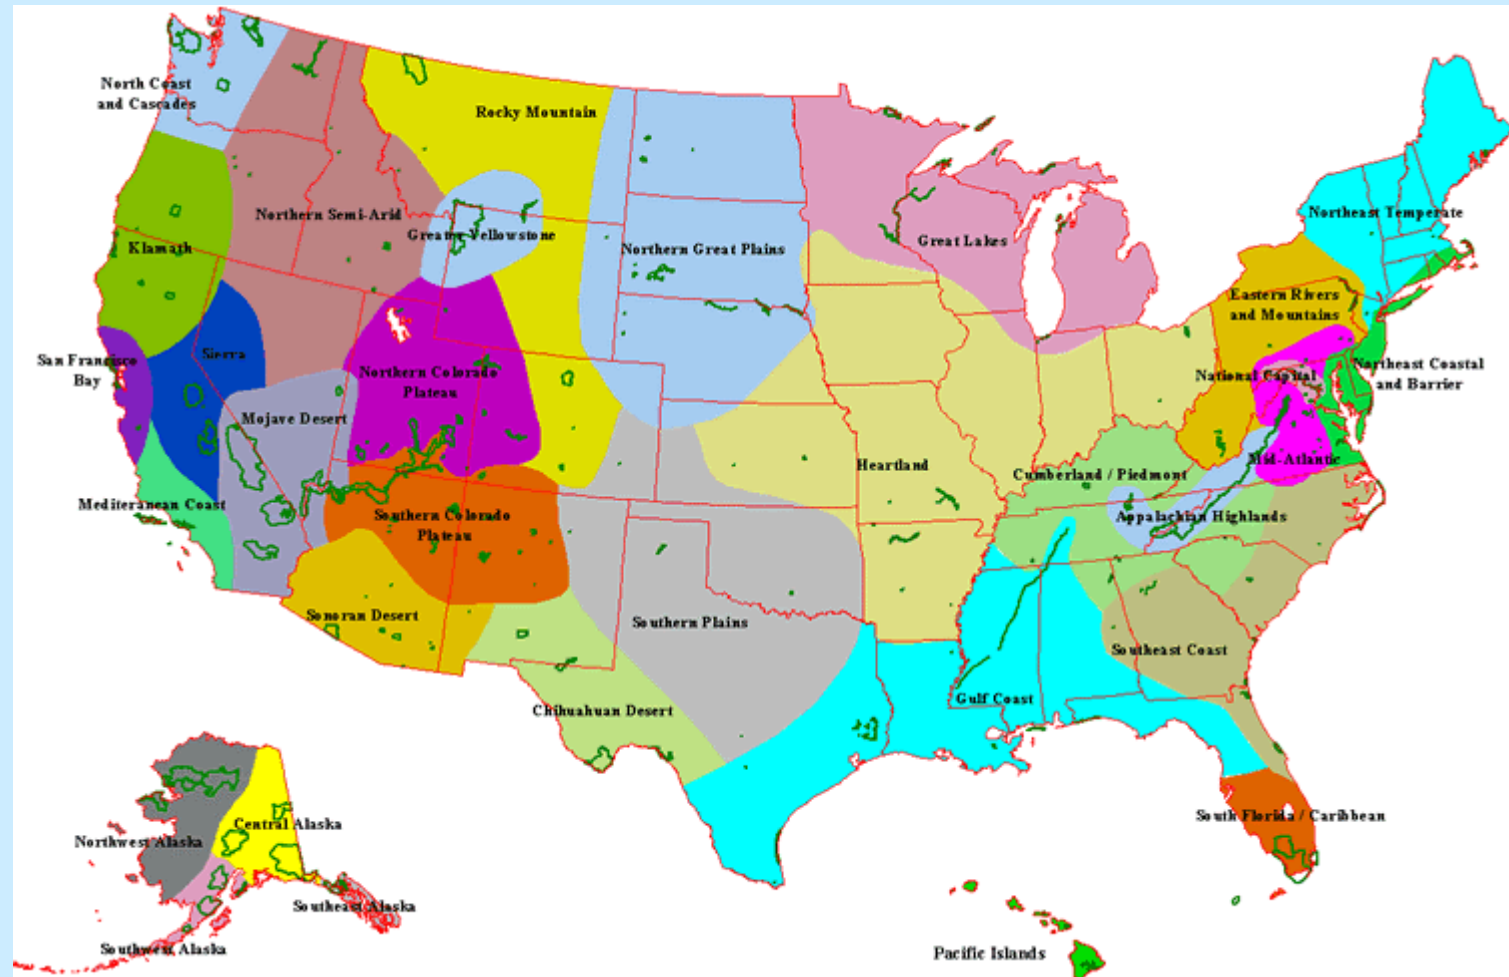 North Coast
and Cascades
Rocky Mountain
Northern Semi-Arid
Greater Yellowstone
Klamath
Northern Great Plains
Great Lakes
Northeast Temperate
Eastern Rivers
and Mountains
San Francisco
Bay
Sierra
Northern Colorado
Plateau
National Capital
Northeast Coastal
and Barrier
Mojave Desert
Heartland
Cumberland / Piedmont
Mid-Atlantic
Mediteranean Coast
Southern Colorado
Plateau
Appalachian Highlands
Sonoran Desert
Southern Plains
Southeast Coast
Chihuahuan Desert
Gulf Coast
South Florida / Caribbean
Northwest Alaska
Central Alaska
Southeast Alaska
Southwest Alaska
Pacific Islands